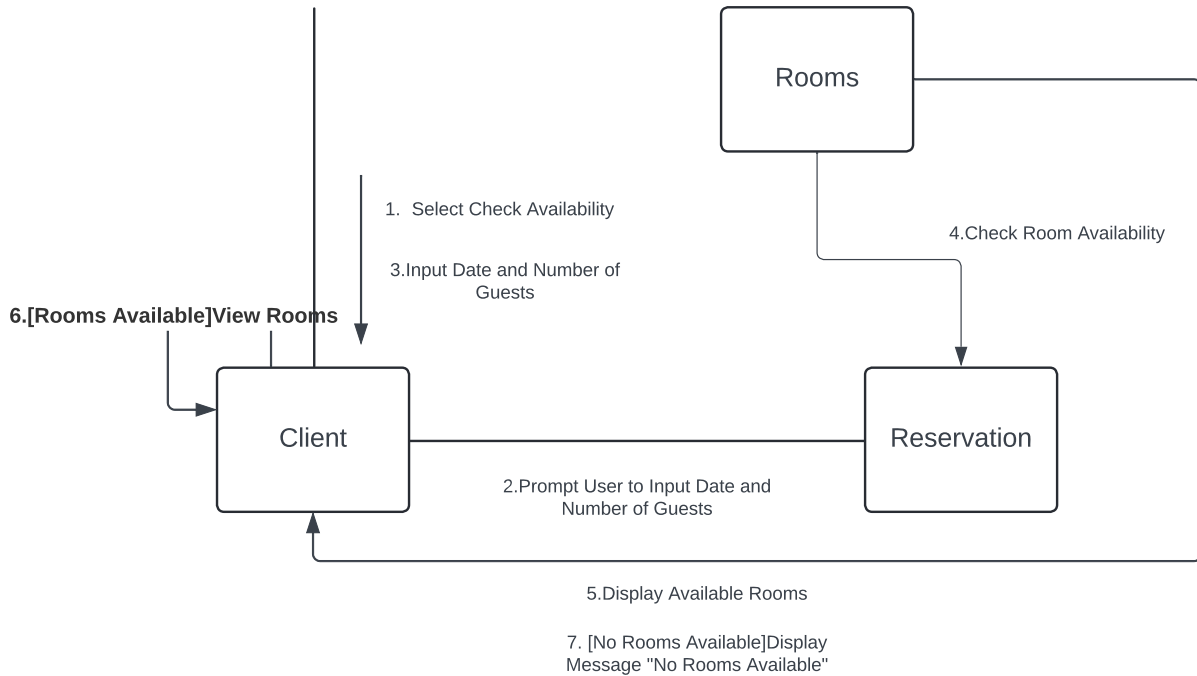 Rooms
1.  Select Check Availability
4.Check Room Availability
3.Input Date and Number of
Guests
6.[Rooms Available]View Rooms
Client
Reservation
2.Prompt User to Input Date and
Number of Guests
5.Display Available Rooms
7. [No Rooms Available]Display
Message "No Rooms Available"